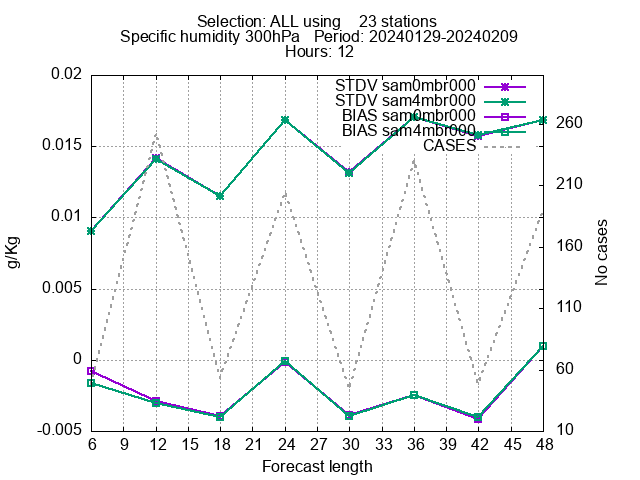 Selection: ALL using    23 stations
Specific humidity 300hPa   Period: 20240129-20240209
Hours: 12
0.02
0.015
0.01
0.005
0
-0.005
g/Kg
STDV sam0mbr000
STDV sam4mbr000
BIAS sam0mbr000
BIAS sam4mbr000
CASES
260
210
160
110
60
10
No cases
6 9 12 15 18 21 24 27 30 33 36 39 42 45 48
Forecast length